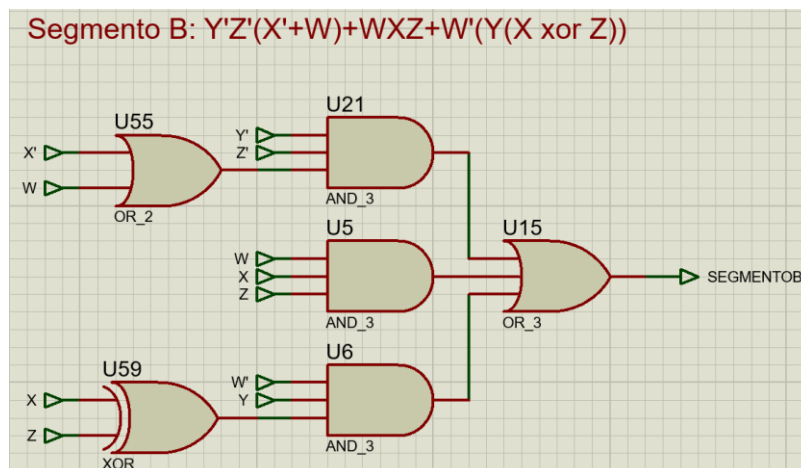 Segmento B: Y'Z'(X'+W)+WXZ+W'(Y(X xor Z))
U21
U55
Y'
Z'
X'
W
AND_3
OR_2
U5
U15
W
X
Z
SEGMENTOB
AND_3
OR_3
U6
U59
W'
Y
X
Z
AND_3
XOR